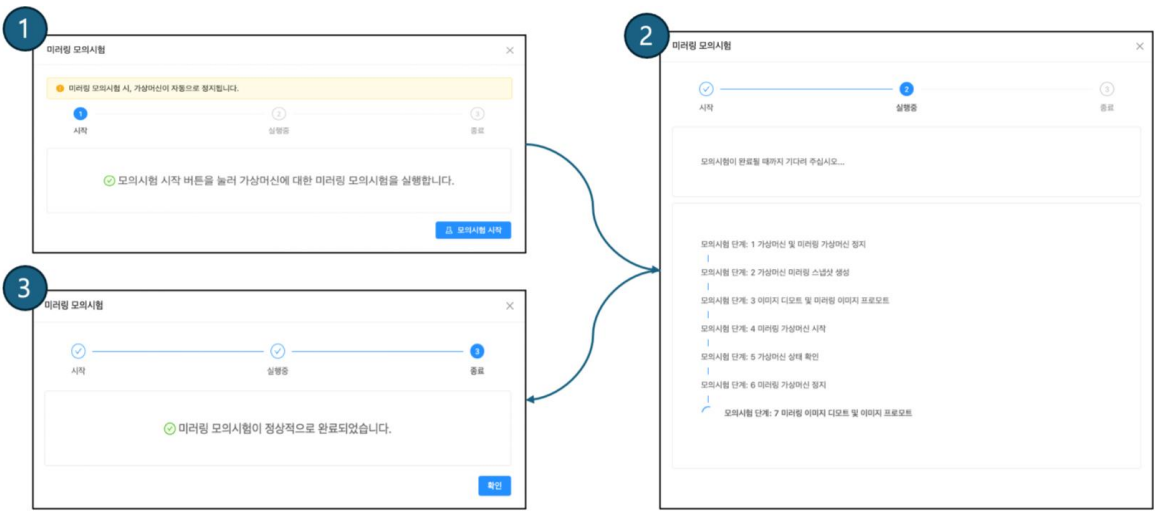 1
미러링 모의시험
미러링 모의시험 시, 가상머신이 자동으로 정지됩니다.
1
2
3
시작
실행중
종료
모의시험 시작 버튼을 눌러 가상머신에 대한 미러링 모의시험을 실행합니다.
모의시험 시작
2
미러링 모의시험
2
3
시작
실행중
종료
모의시험이 완료될 때까지 기다려 주십시오...
모의시험 단계: 1 가상머신 및 미러링 가상머신 정지
모의시험 단계: 2 가상머신 미러링 스냅샷 생성
모의시험 단계: 3 이미지 디모트 및 미러링 이미지 프로모트
모의시험 단계: 4 미러링 가상머신 시작
모의시험 단계: 5 가상머신 상태 확인
모의시험 단계: 6 미러링 가상머신 정지
모의시험 단계: 7 미러링 이미지 디모트 및 이미지 프로모트
3
미러링 모의시험
3
시작
실행중
종료
미러링 모의시험이 정상적으로 완료되었습니다.
확인